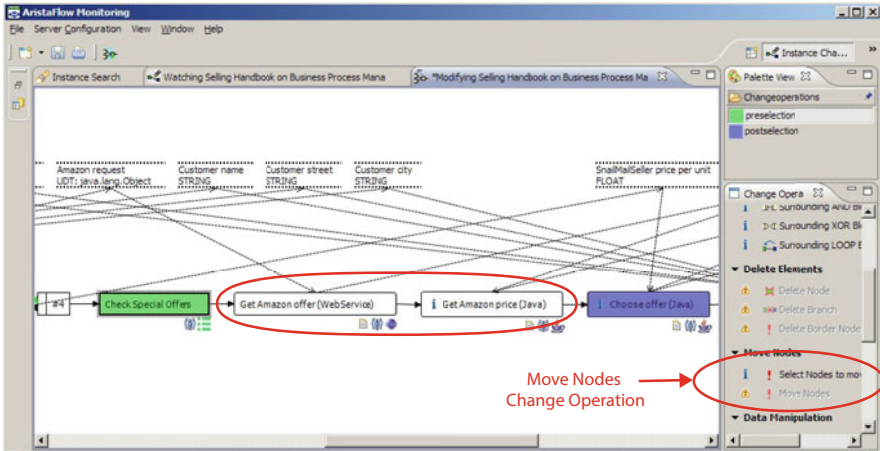 AristaFlow Monitoring
File Server Configuration View Window Help
Instance Cha...
Instance Search
Watching Selling Handbook on Business Process Mana
*Modifying Selling Handbook on Business Process Ma
Palette View
Changeoperations
preselection
postselection
Amazon request
UDT: java.lang.Object
Customer name
STRING
Customer street
STRING
Customer city
STRING
SnailMailSeller price per unit
FLOAT
Change Opera
Surrounding AND Bl
Surrounding XOR Bl
Surrounding LOOP E
Delete Elements
Delete Node
Delete Branch
Delete Border Node
Move Nodes
Select Nodes to mov
Move Nodes
Data Manipulation
#4
Check Special Offers
Get Amazon offer (WebService)
Get Amazon price (Java)
Choose offer (Java)
Move Nodes
Change Operation